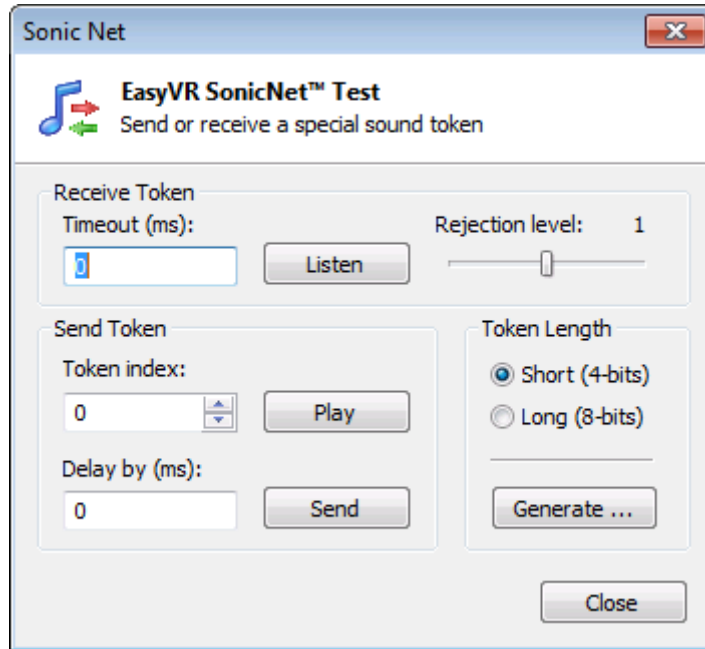 Sonic Net
EasyVR SonicNet™ Test
Send or receive a special sound token
Receive Token
Timeout (ms):
Rejection level: 1
0
Listen
Send Token
Token index:
0
Play
Delay by (ms):
0
Send
Token Length
Short (4-bits)
Long (8-bits)
Generate ...
Close